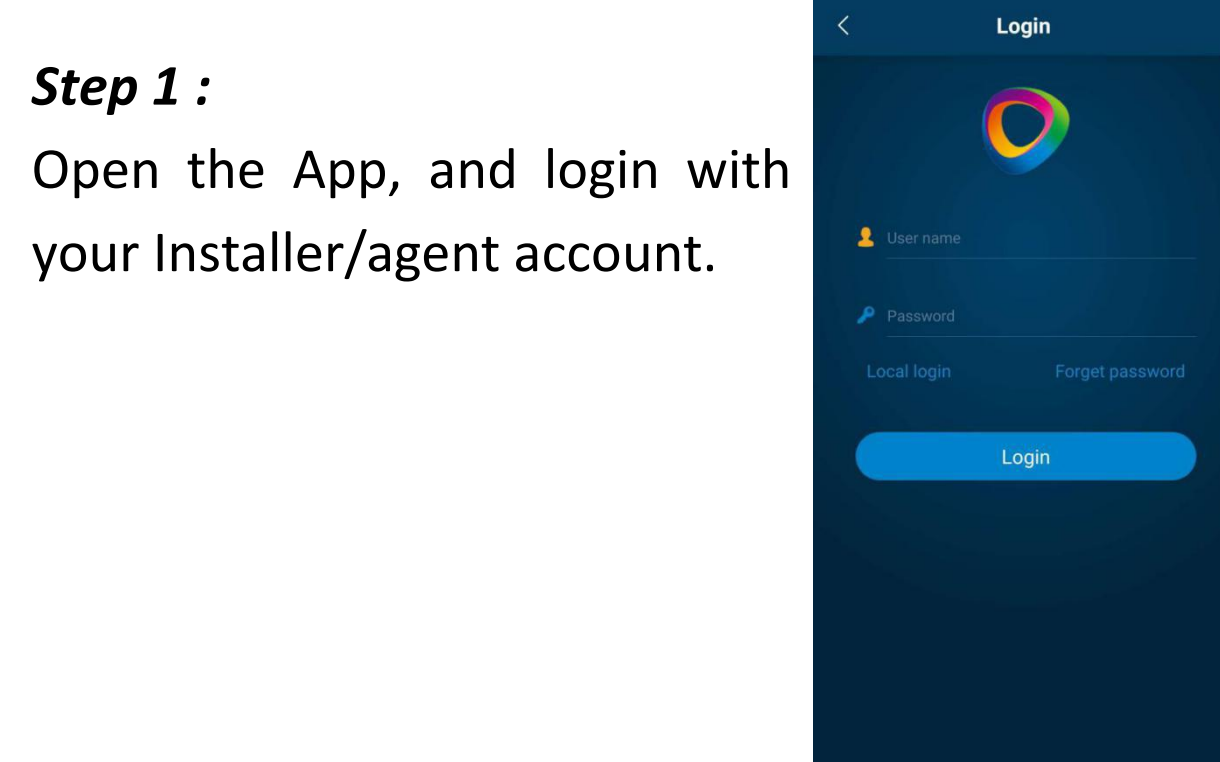 Step 1 :
Open the App, and login with
your Installer/agent account.
Login
User name
Password
Local login
Forget password
Login